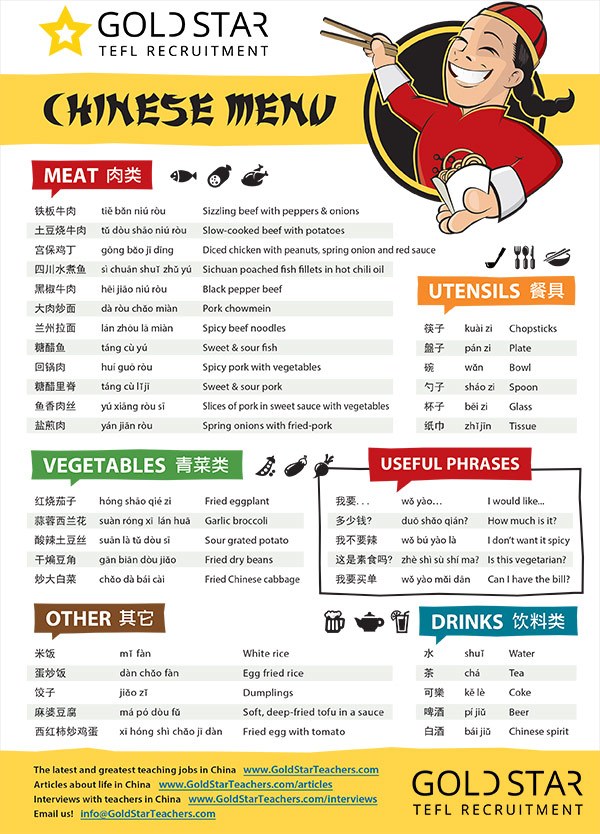 GOLD STAR
TEFL RECRUITMENT
CHINESE MENU
MEAT 肉类
铁板牛肉 tiě bǎn niú ròu Sizzling beef with peppers & onions
土豆烧牛肉 tǔ dòu shāo niú ròu Slow-cooked beef with potatoes
宫保鸡丁 gōng bǎo jī dīng Diced chicken with peanuts, spring onion and red sauce
四川水煮鱼 sì chuān shuǐ zhǔ yú Sichuan poached fish fillets in hot chili oil
黑椒牛肉 hēi jiāo niú ròu Black pepper beef
大肉炒面 dà ròu chǎo miàn Pork chowmein
兰州拉面 lán zhōu lā miàn Spicy beef noodles
糖醋鱼 táng cù yú Sweet & sour fish
回锅肉 huí guō ròu Spicy pork with vegetables
糖醋里脊 táng cù lǐ jī Sweet & sour pork
鱼香肉丝 yú xiāng ròu sī Slices of pork in sweet sauce with vegetables
盐煎肉 yán jiān ròu Spring onions with fried-pork
UTENSILS 餐具
筷子 kuài zi Chopsticks
盤子 pán zi Plate
碗 wǎn Bowl
勺子 sháo zi Spoon
杯子 bēi zi Glass
纸巾 zhǐ jīn Tissue
VEGETABLES 青菜类
红烧茄子 hóng shāo qié zi Fried eggplant
蒜蓉西兰花 suàn róng xī lán huā Garlic broccoli
酸辣土豆丝 suān là tǔ dòu sī Sour grated potato
干煸豆角 gān biān dòu jiǎo Fried dry beans
炒大白菜 chǎo dà bái cài Fried Chinese cabbage
USEFUL PHRASES
我要. . . wǒ yào… I would like...
多少钱? duō shǎo qián? How much is it?
我不要辣 wǒ bú yào là I don't want it spicy
这是素食吗? zhè shì sù shí ma? Is this vegetarian?
我要买单 wǒ yào mǎi dán Can I have the bill?
OTHER 其它
米饭 mǐ fàn White rice
蛋炒饭 dàn chǎo fàn Egg fried rice
饺子 jiǎo zī Dumplings
麻婆豆腐 má pó dòu fǔ Soft, deep-fried tofu in a sauce
西红柿炒鸡蛋 xī hóng shì chǎo jī dàn Fried egg with tomato
DRINKS 饮料类
水 shuǐ Water
茶 chá Tea
可樂 kě lè Coke
啤酒 pí jiǔ Beer
白酒 bái jiǔ Chinese spirit
The latest and greatest teaching jobs in China www.GoldStarTeachers.com
Articles about life in China www.GoldStarTeachers.com/articles
Interviews with teachers in China www.GoldStarTeachers.com/interviews
Email us! info@GoldStarTeachers.com
GOLD STAR
TEFL RECRUITMENT